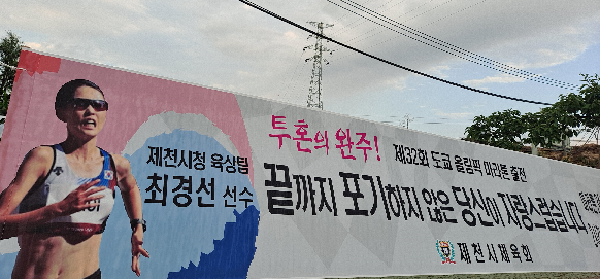 제천시청 육상팀
최경선 선수
투혼의 완주!
제32회 도쿄 올림픽 마라톤 출전
끝까지 포기하지 않은 당신이 자랑스럽습니다
제천시체육회